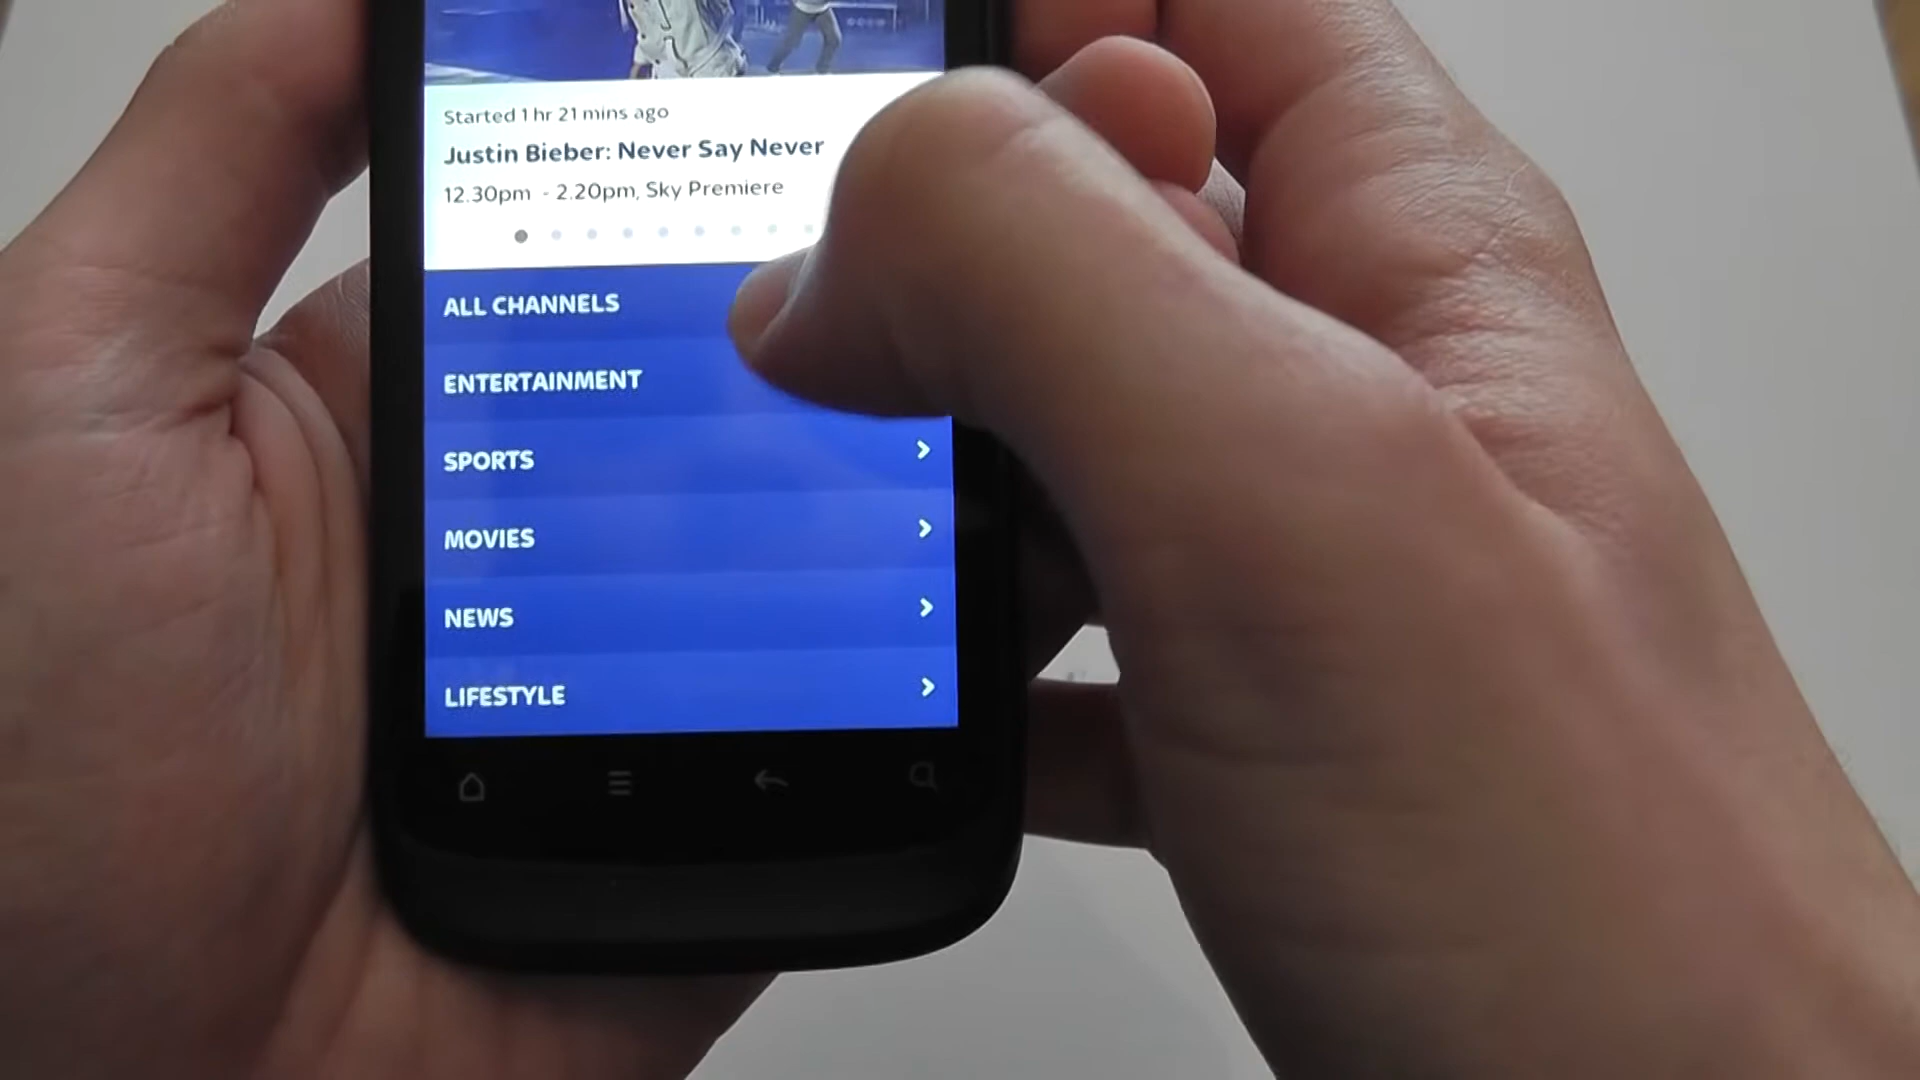 Started 1 hr 21 mins ago
Justin Bieber: Never Say Never
12.30pm - 2.20pm, Sky Premiere
ALL CHANNELS
ENTERTAINMENT
SPORTS
MOVIES
NEWS
LIFESTYLE